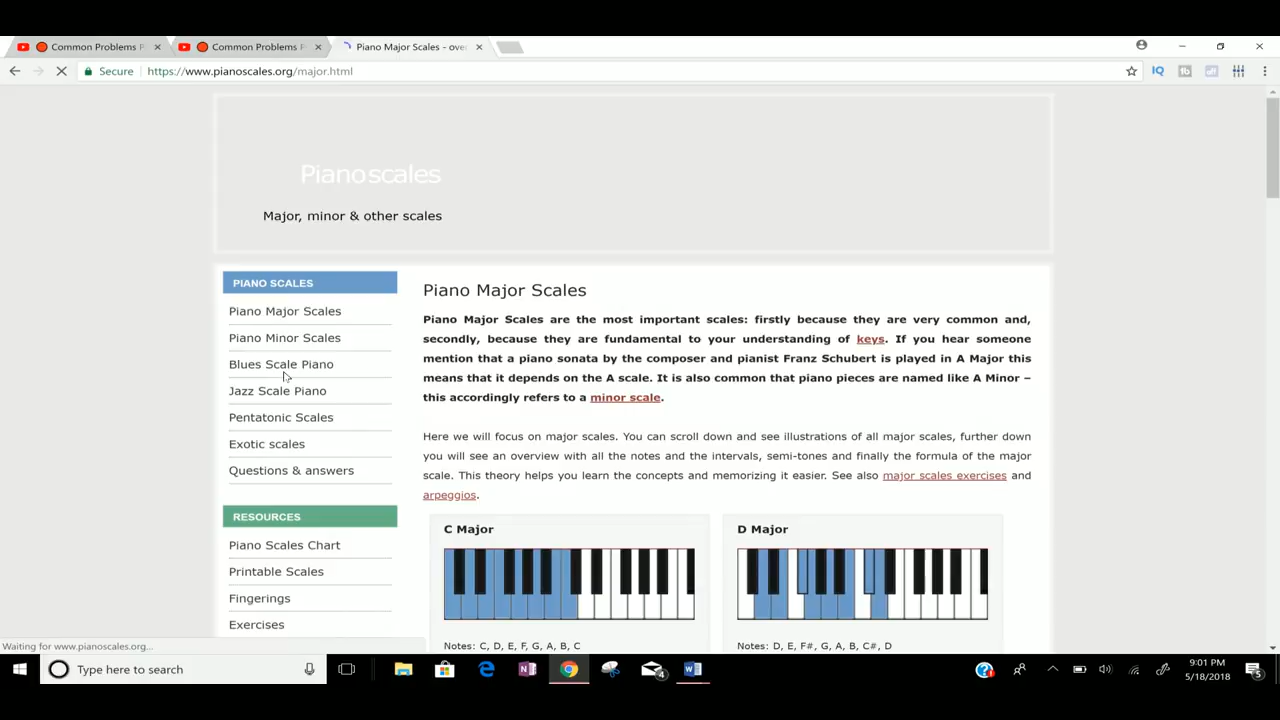 Common Problems P
Common Problems P
Piano Major Scales - ove
Secure
https://www.pianoscales.org/major.html
IQ
Pianoscales
Major, minor & other scales
PIANO SCALES
Piano Major Scales
Piano Minor Scales
Blues Scale Piano
Jazz Scale Piano
Pentatonic Scales
Exotic scales
Questions & answers
RESOURCES
Piano Scales Chart
Printable Scales
Fingerings
Exercises
Piano Major Scales
Piano Major Scales are the most important scales: firstly because they are very common and,
secondly, because they are fundamental to your understanding of keys. If you hear someone
mention that a piano sonata by the composer and pianist Franz Schubert is played in A Major this
means that it depends on the A scale. It is also common that piano pieces are named like A Minor –
this accordingly refers to a minor scale.
Here we will focus on major scales. You can scroll down and see illustrations of all major scales, further down
you will see an overview with all the notes and the intervals, semi-tones and finally the formula of the major
scale. This theory helps you learn the concepts and memorizing it easier. See also major scales exercises and
arpeggios.
C Major
Notes: C, D, E, F, G, A, B, C
D Major
Notes: D, E, F#, G, A, B, C#, D
Waiting for www.pianoscales.org...
Type here to search
4
9:01 PM
5/18/2018
5